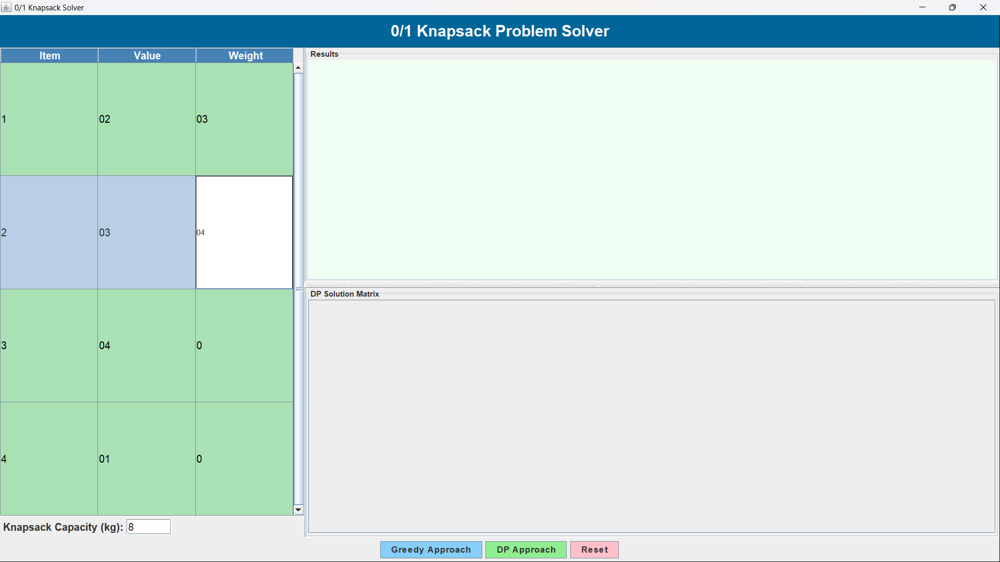 0/1 Knapsack Solver
0/1 Knapsack Problem Solver
Item Value Weight
1 02 03
2 03 04
3 04 0
4 01 0
Knapsack Capacity (kg): 8
Results
DP Solution Matrix
Greedy Approach DP Approach Reset